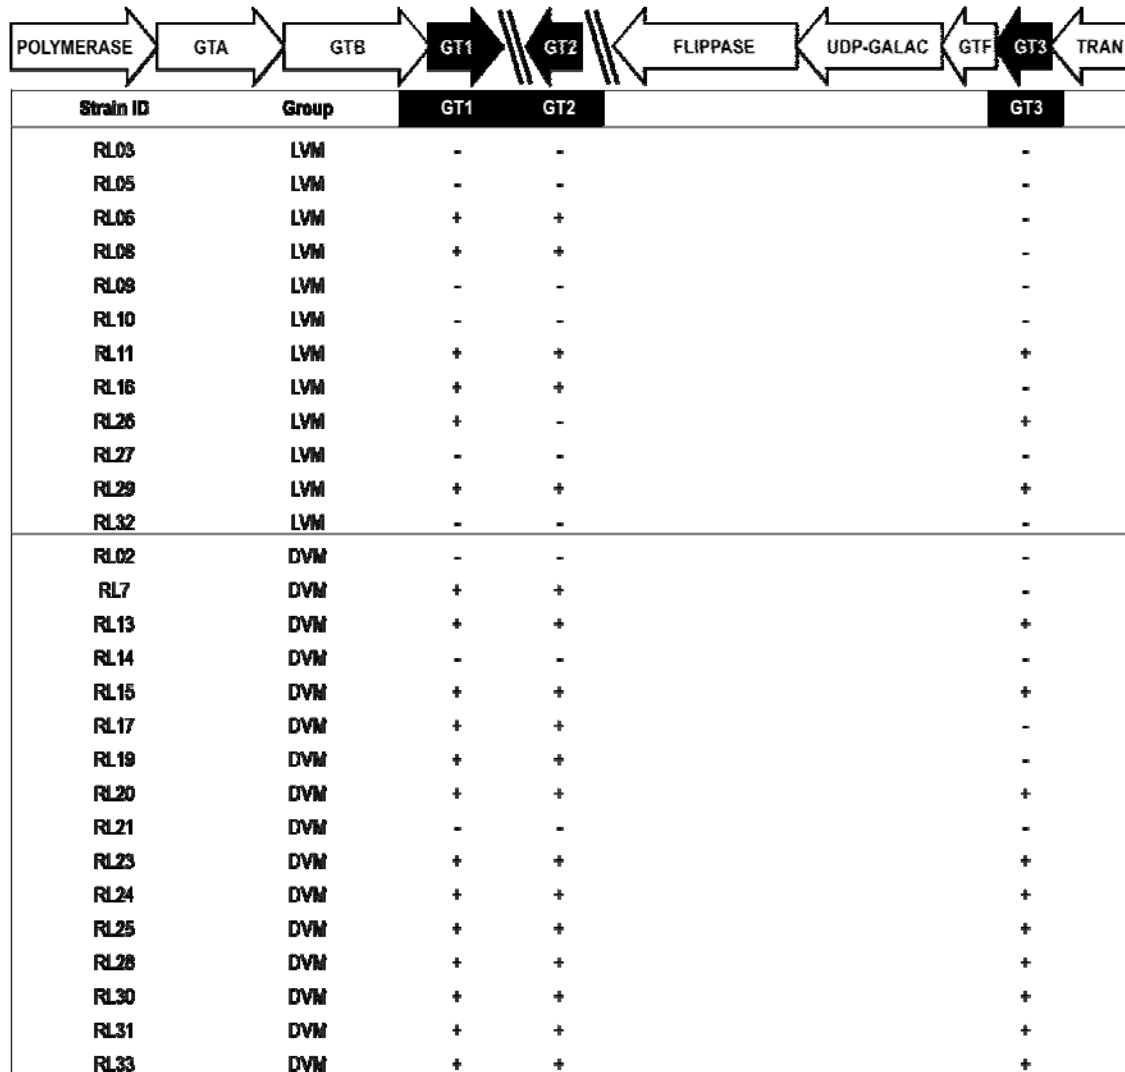 POLYMERASE GTA GTB GT1 GT2 FLIPPASE UDP-GALAC GTF GT3 TRAN
Strain ID Group GT1 GT2 GT3
RL03 LVM - - -
RL05 LVM - - -
RL06 LVM + + -
RL08 LVM + + -
RL09 LVM - - -
RL10 LVM - - -
RL11 LVM + + +
RL16 LVM + + -
RL26 LVM + - +
RL27 LVM - - -
RL29 LVM + + +
RL32 LVM - - -
RL02 DVM - - -
RL7 DVM + + -
RL13 DVM + + +
RL14 DVM - - -
RL15 DVM + + +
RL17 DVM + + -
RL19 DVM + + -
RL20 DVM + + +
RL21 DVM - - -
RL23 DVM + + +
RL24 DVM + + +
RL25 DVM + + +
RL28 DVM + + +
RL30 DVM + + +
RL31 DVM + + +
RL33 DVM + + +